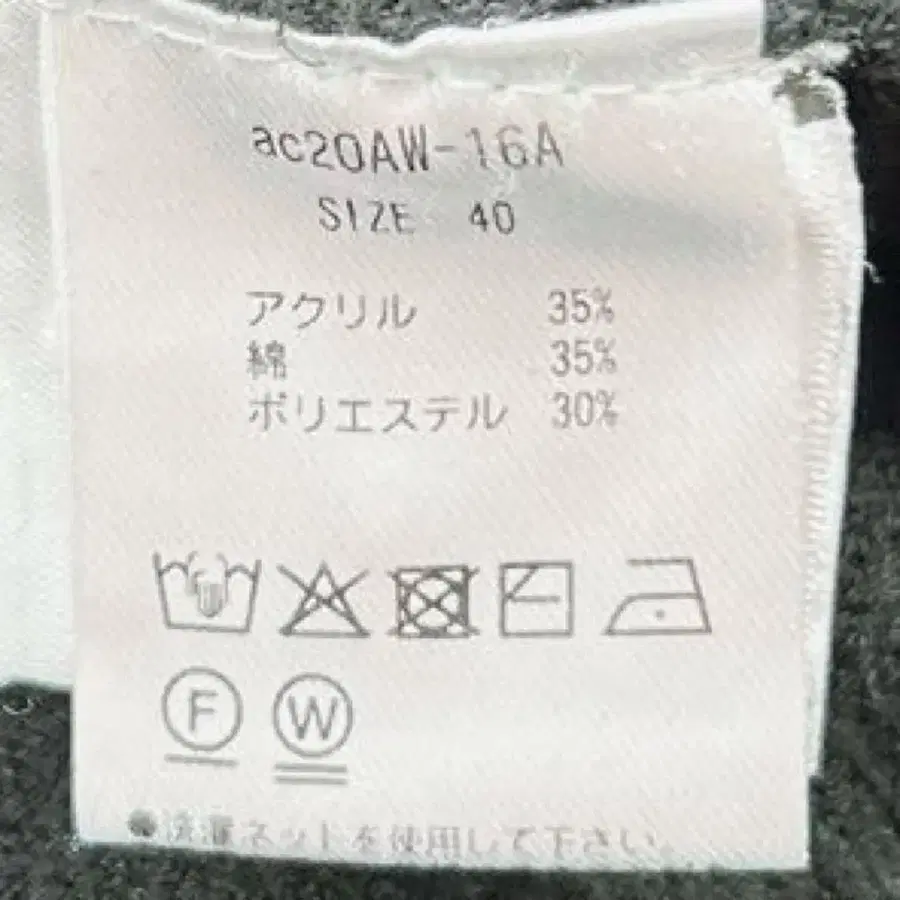 ac20AW-16A
SIZE 40
アクリル 35%
綿 35%
ポリエステル 30%
F W
●洗濯ネットを使用して下さい。